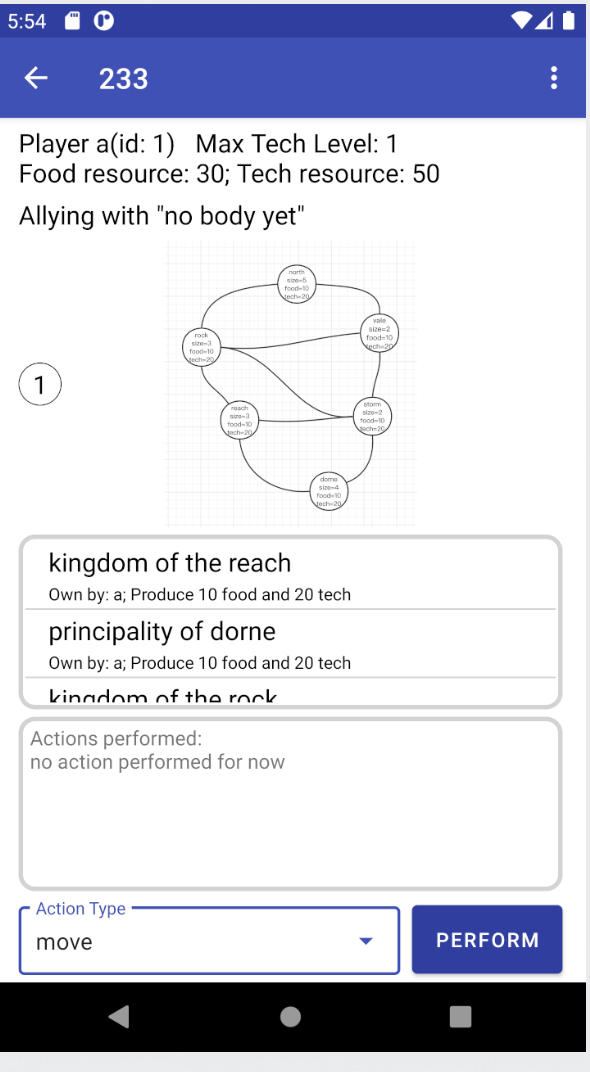 5:54
233
Player a(id: 1)   Max Tech Level: 1
Food resource: 30; Tech resource: 50
Allying with "no body yet"
north
size=5
food=10
tech=20
vale
size=2
food=10
tech=20
rock
size=3
food=10
tech=20
1
reach
size=3
food=10
tech=20
storm
size=2
food=10
tech=20
dorne
size=4
food=10
tech=20
kingdom of the reach
Own by: a; Produce 10 food and 20 tech
principality of dorne
Own by: a; Produce 10 food and 20 tech
kingdom of the rock
Actions performed:
no action performed for now
Action Type
move
PERFORM